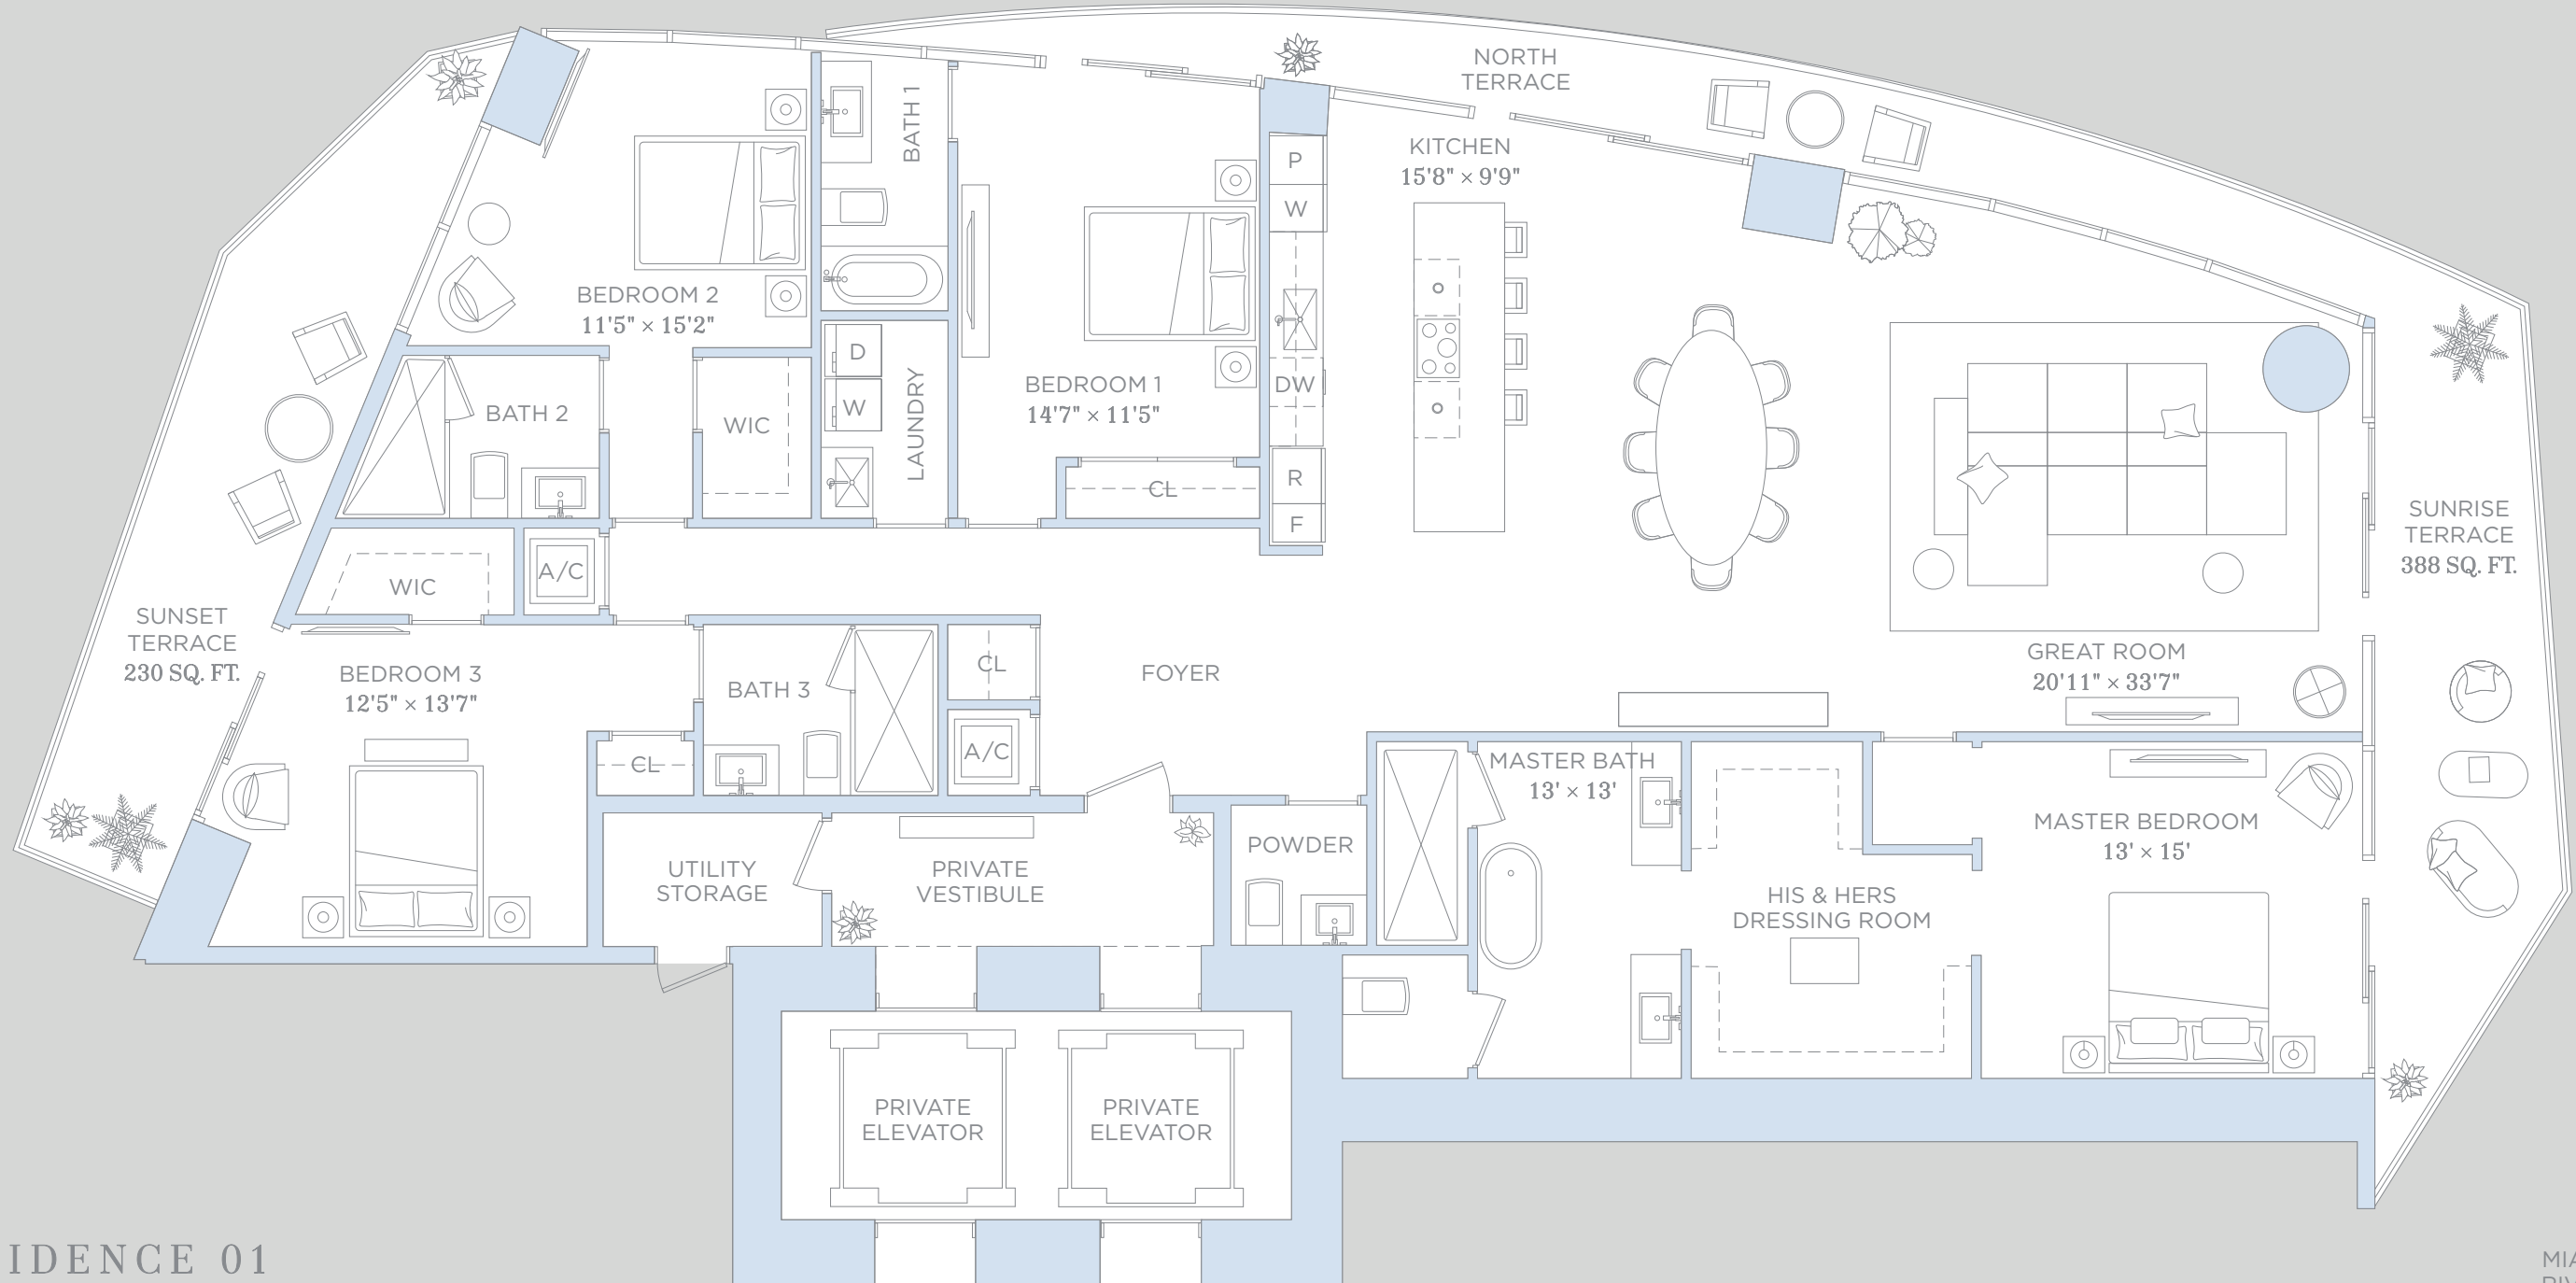 NORTH
TERRACE
BATH 1
KITCHEN
15'8" × 9'9"
P
W
BEDROOM 2
11'5" × 15'2"
D
W
LAUNDRY
BEDROOM 1
14'7" × 11'5"
DW
BATH 2
WIC
R
F
CL
SUNRISE
TERRACE
388 SQ. FT.
A/C
WIC
SUNSET
TERRACE
230 SQ. FT.
BEDROOM 3
12'5" × 13'7"
BATH 3
CL
FOYER
GREAT ROOM
20'11" × 33'7"
A/C
CL
MASTER BATH
13' × 13'
MASTER BEDROOM
13' × 15'
POWDER
UTILITY
STORAGE
PRIVATE
VESTIBULE
HIS & HERS
DRESSING ROOM
PRIVATE
ELEVATOR
PRIVATE
ELEVATOR
IDENCE 01
MIA